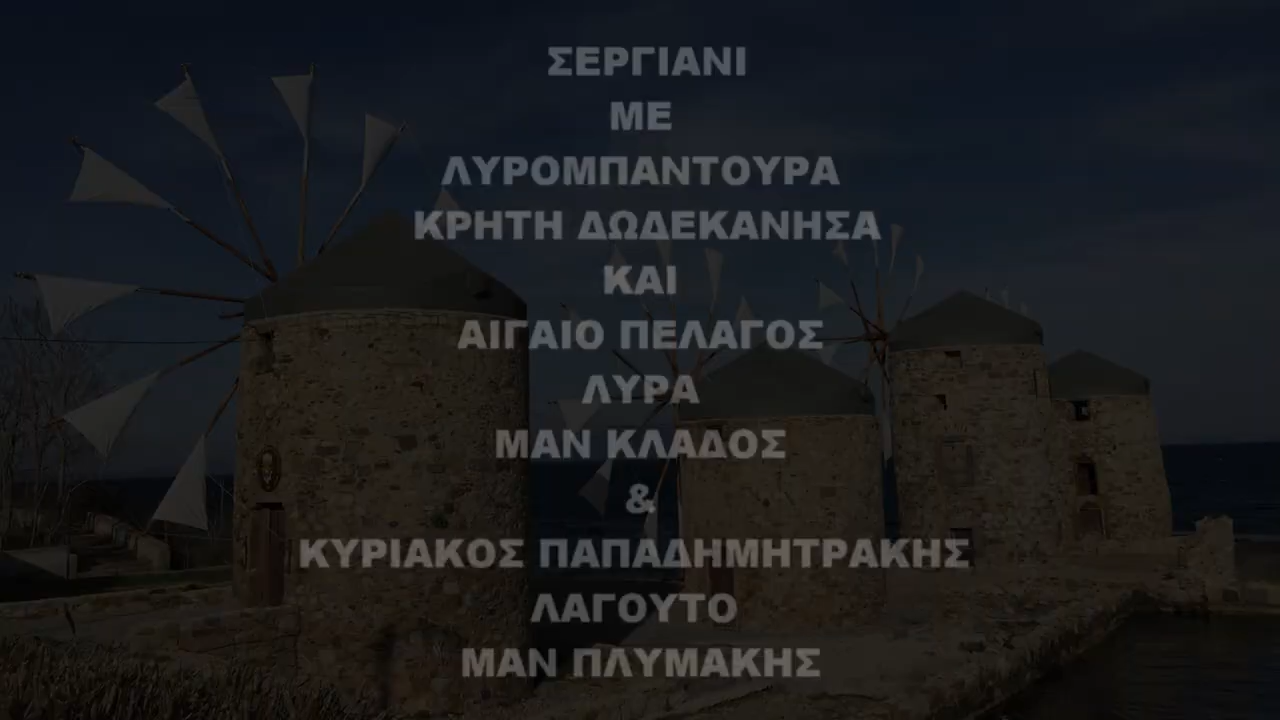 ΣΕΡΓΙΑΝΙ
ΜΕ
ΛΥΡΟΜΠΑΝΤΟΥΡΑ
ΚΡΗΤΗ ΔΩΔΕΚΑΝΗΣΑ
ΚΑΙ
ΑΙΓΑΙΟ ΠΕΛΑΓΟΣ
ΛΥΡΑ
ΜΑΝ ΚΛΑΔΟΣ
&
ΚΥΡΙΑΚΟΣ ΠΑΠΑΔΗΜΗΤΡΑΚΗΣ
ΛΑΓΟΥΤΟ
ΜΑΝ ΠΛΥΜΑΚΗΣ